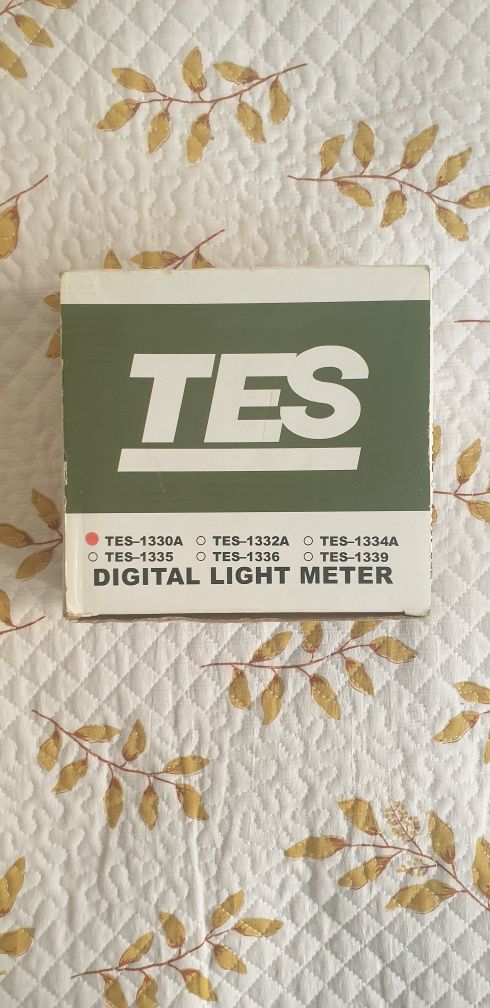 TES
TES–1330A TES–1332A TES–1334A
TES–1335 TES–1336 TES–1339
DIGITAL LIGHT METER